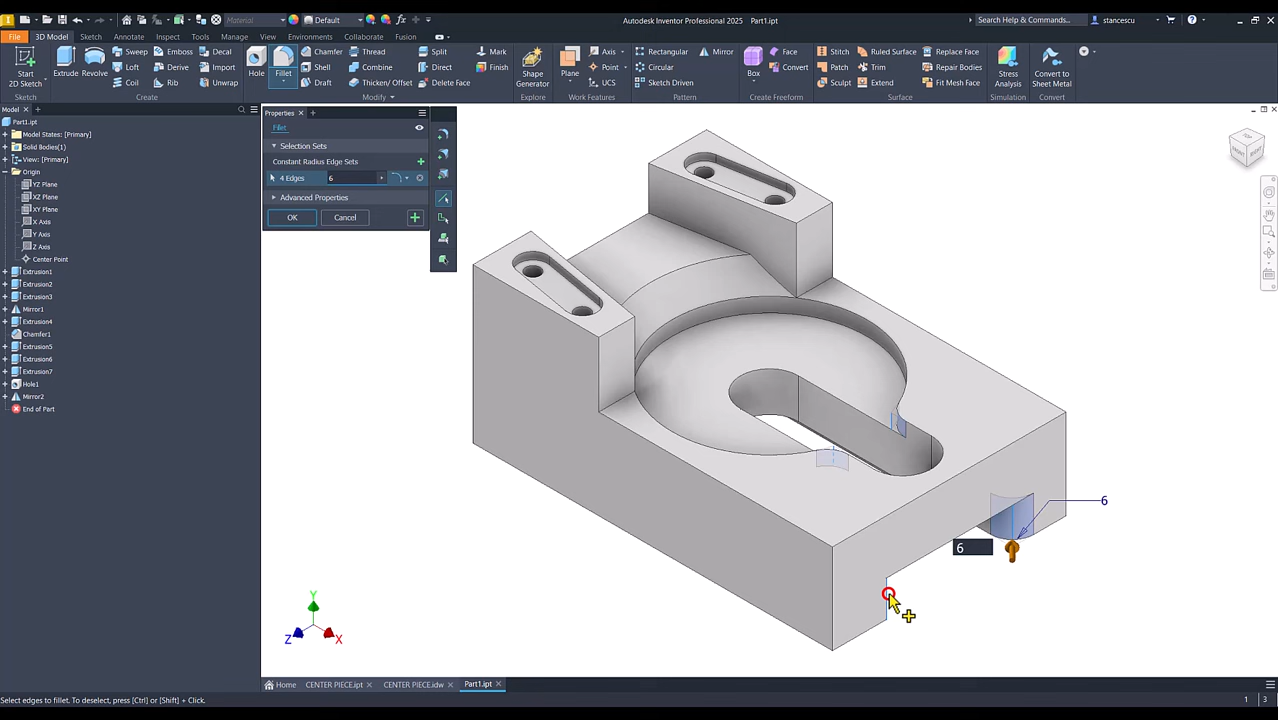 Material
Default
Autodesk Inventor Professional 2025 Part1.ipt
Search Help & Commands...
stancescu
File
3D Model
Sketch
Annotate
Inspect
Tools
Manage
View
Environments
Collaborate
Fusion
Start
2D Sketch
Extrude
Revolve
Sweep
Loft
Coil
Emboss
Derive
Rib
Decal
Import
Unwrap
Hole
Fillet
Chamfer
Shell
Draft
Thread
Combine
Thicken/ Offset
Split
Direct
Delete Face
Mark
Finish
Shape
Generator
Plane
Axis
Point
UCS
Rectangular
Circular
Sketch Driven
Mirror
Box
Face
Convert
Stitch
Patch
Sculpt
Ruled Surface
Trim
Extend
Replace Face
Repair Bodies
Fit Mesh Face
Stress
Analysis
Convert to
Sheet Metal
Sketch
Create
Modify
Explore
Work Features
Pattern
Create Freeform
Surface
Simulation
Convert
Model
Part1.ipt
Model States: [Primary]
Solid Bodies(1)
View: [Primary]
Origin
YZ Plane
XZ Plane
XY Plane
X Axis
Y Axis
Z Axis
Center Point
Extrusion1
Extrusion2
Extrusion3
Mirror1
Extrusion4
Chamfer1
Extrusion5
Extrusion6
Extrusion7
Hole1
Mirror2
End of Part
Properties
Fillet
Selection Sets
Constant Radius Edge Sets
4 Edges 6
Advanced Properties
OK Cancel
TOP
FRONT
RIGHT
6
6
Y
Z
X
Home
CENTER PIECE.ipt
CENTER PIECE.idw
Part1.ipt
Select edges to fillet. To deselect, press [Ctrl] or [Shift] + Click.
1 3